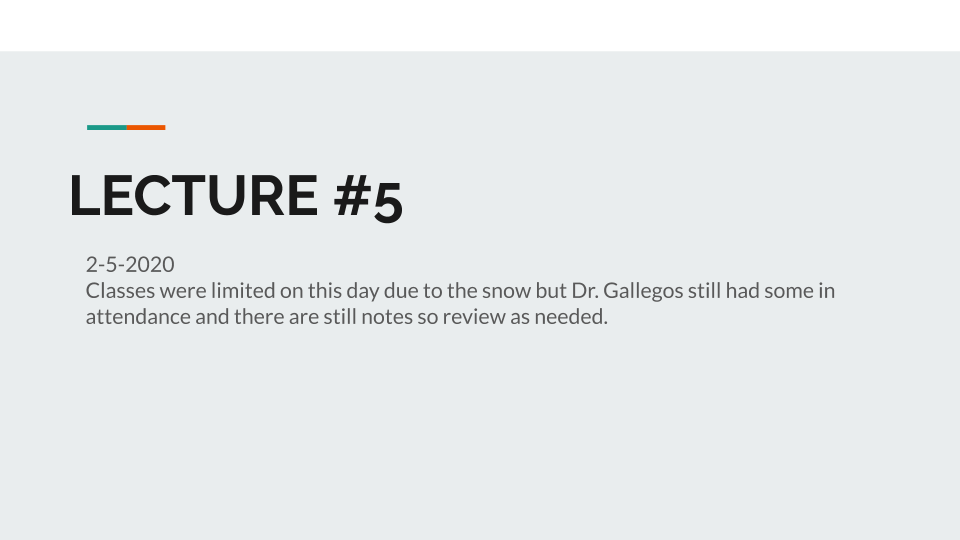 LECTURE #5
2-5-2020
Classes were limited on this day due to the snow but Dr. Gallegos still had some in
attendance and there are still notes so review as needed.